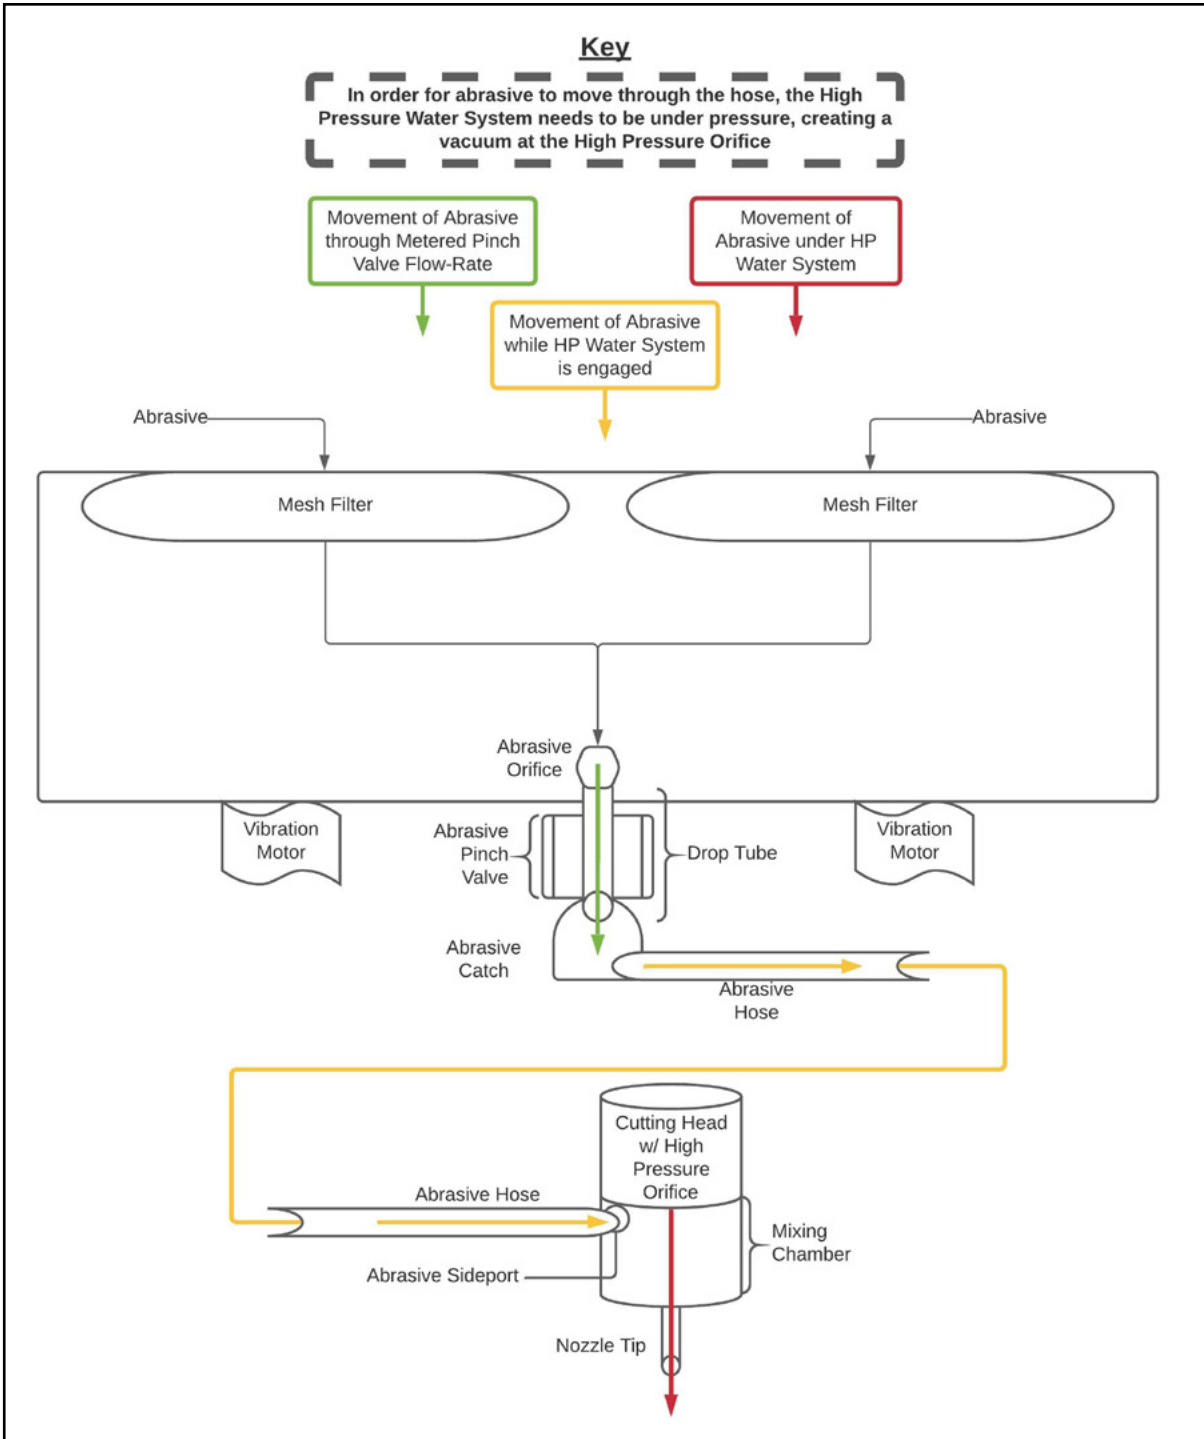 Key
In order for abrasive to move through the hose, the High
Pressure Water System needs to be under pressure, creating a
vacuum at the High Pressure Orifice
Movement of Abrasive
through Metered Pinch
Valve Flow-Rate
Movement of
Abrasive under HP
Water System
Movement of Abrasive
while HP Water System
is engaged
Abrasive
Abrasive
Mesh Filter
Mesh Filter
Abrasive
Orifice
Vibration
Motor
Abrasive
Pinch
Valve
Drop Tube
Vibration
Motor
Abrasive
Catch
Abrasive
Hose
Cutting Head
w/ High
Pressure
Orifice
Abrasive Hose
Mixing
Chamber
Abrasive Sideport
Nozzle Tip